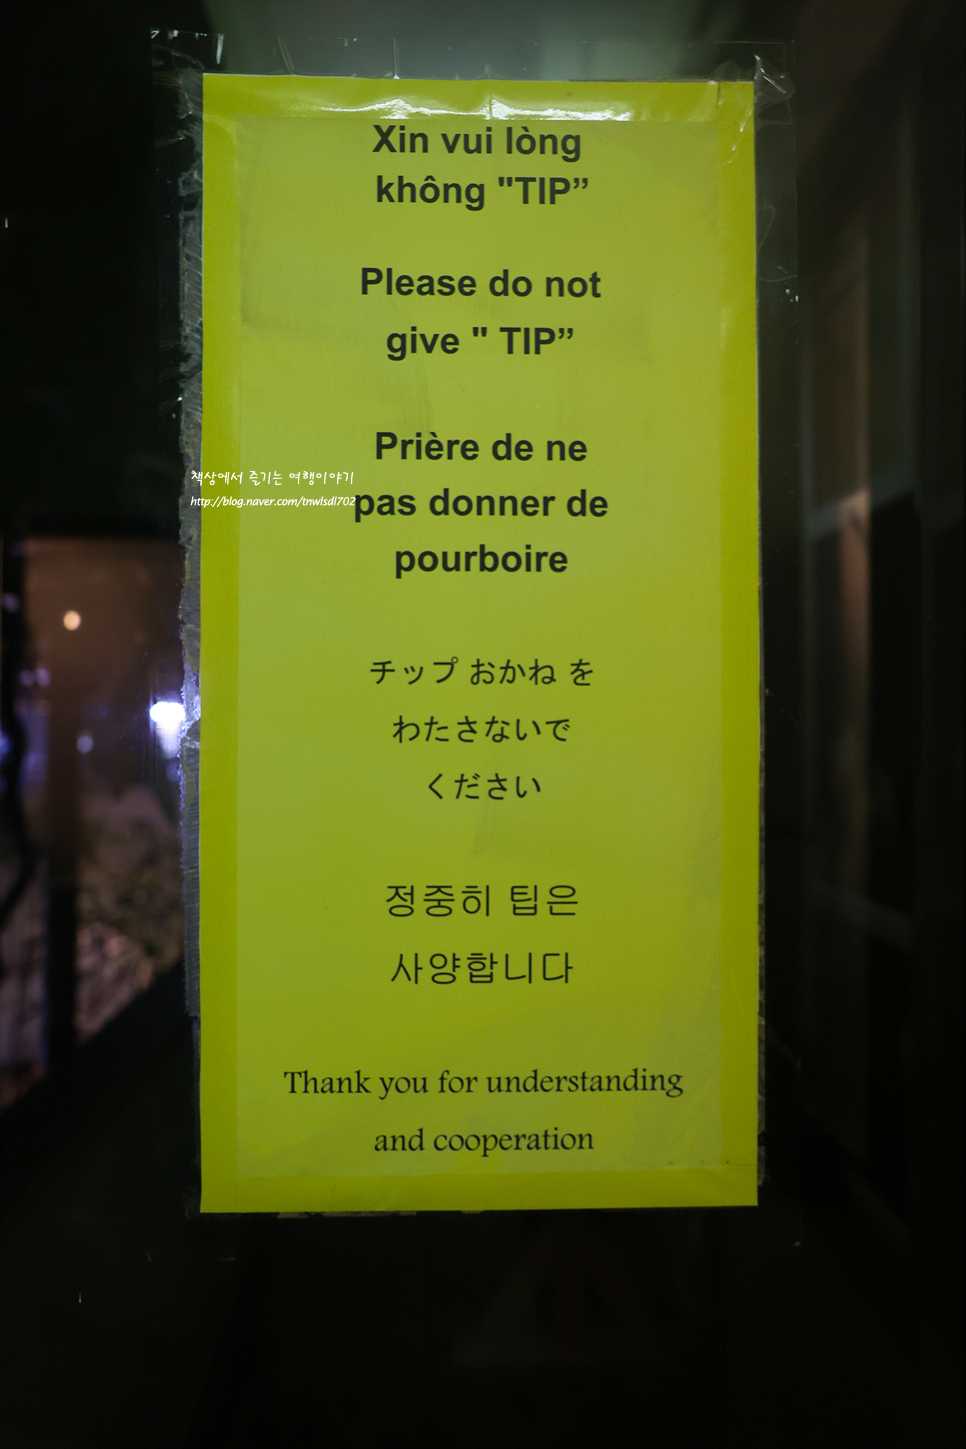 Xin vui lòng
không "TIP”
Please do not
give " TIP”
Prière de ne
책상에서 즐기는 여행이야기
http://blog.naver.com/tnwlsdl702
pas donner de
pourboire
チップ おかね を
わたさないで
ください
정중히 팁은
사양합니다
Thank you for understanding
and cooperation